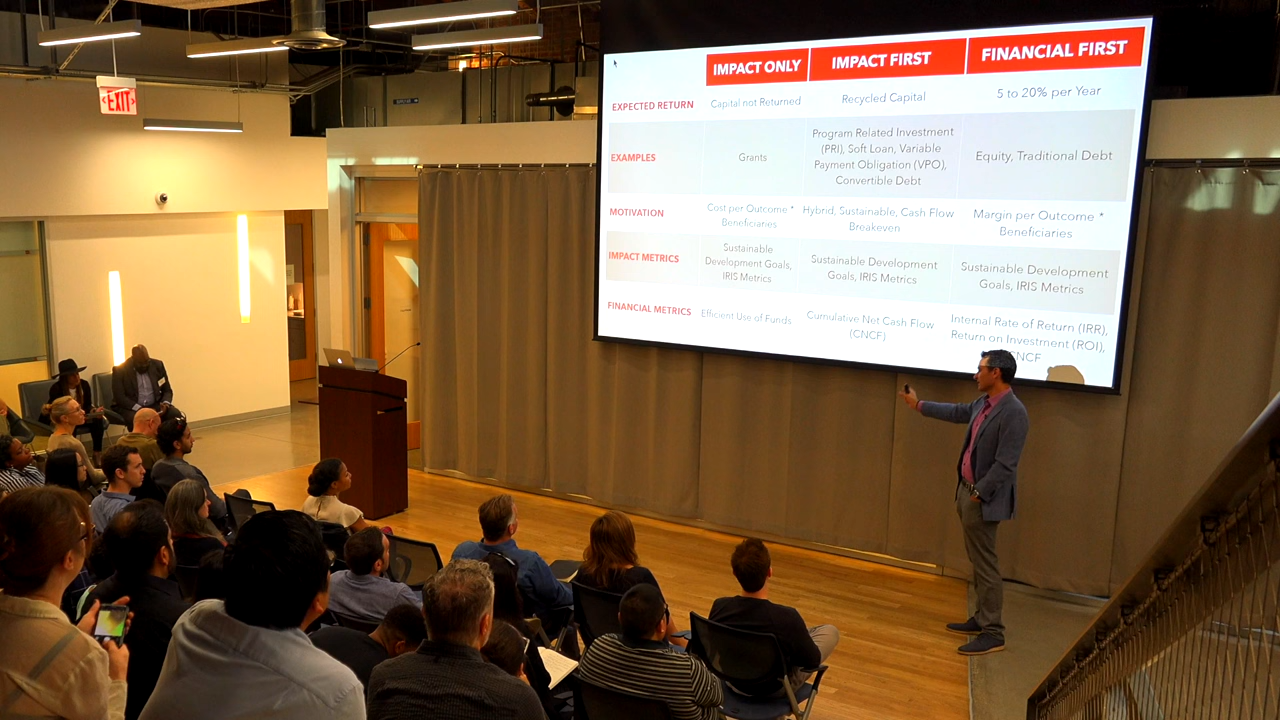 EXIT
IMPACT ONLY
IMPACT FIRST
FINANCIAL FIRST
EXPECTED RETURN
Capital not Returned
Recycled Capital
5 to 20% per Year
EXAMPLES
Grants
Program Related Investment
(PRI), Soft Loan, Variable
Payment Obligation (VPO),
Convertible Debt
Equity, Traditional Debt
MOTIVATION
Cost per Outcome *
Beneficiaries
Hybrid, Sustainable, Cash Flow
Breakeven
Margin per Outcome *
Beneficiaries
IMPACT METRICS
Sustainable
Development Goals,
IRIS Metrics
Sustainable Development
Goals, IRIS Metrics
Sustainable Development
Goals, IRIS Metrics
FINANCIAL METRICS
Efficient Use of Funds
Cumulative Net Cash Flow
(CNCF)
Internal Rate of Return (IRR),
Return on Investment (ROI),
CNCF